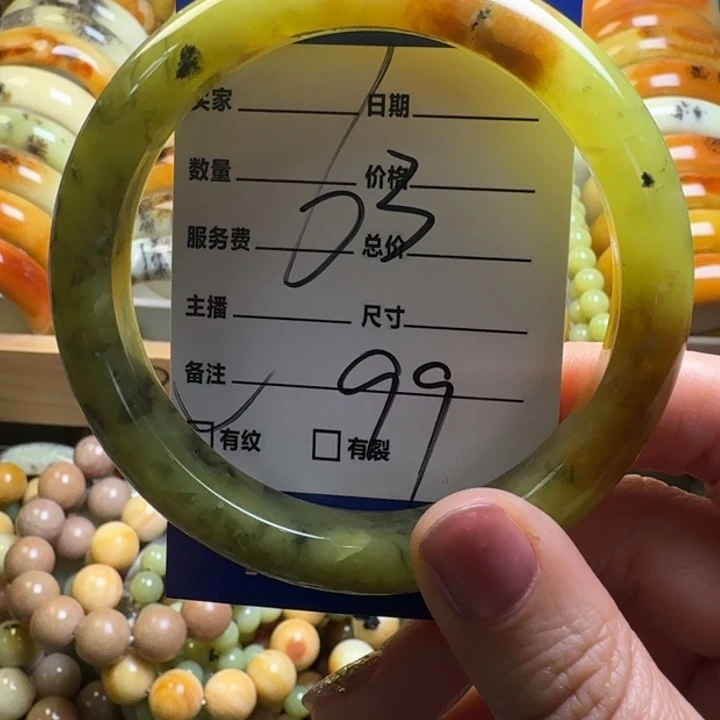 买家 日期
数量 价格
服务费 总价
主播 尺寸
备注
99
有纹 有裂